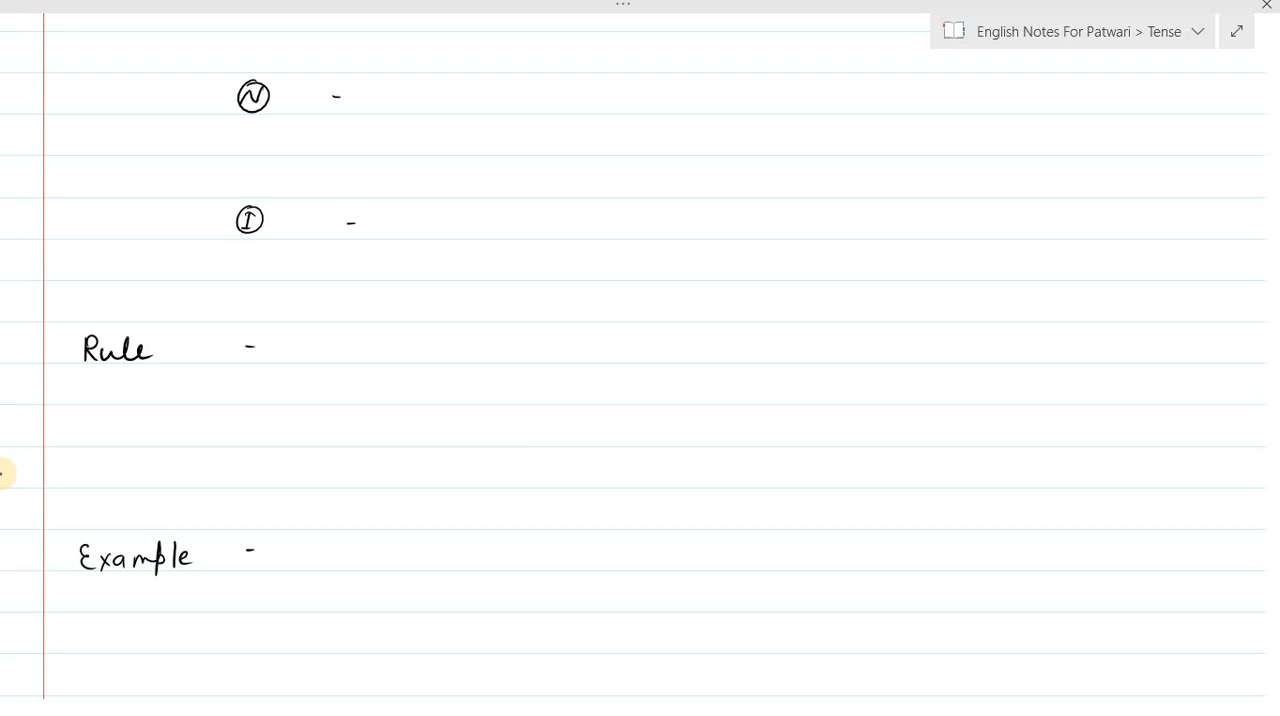 English Notes For Patwari > Tense
N -
I -
Rule -
Example -